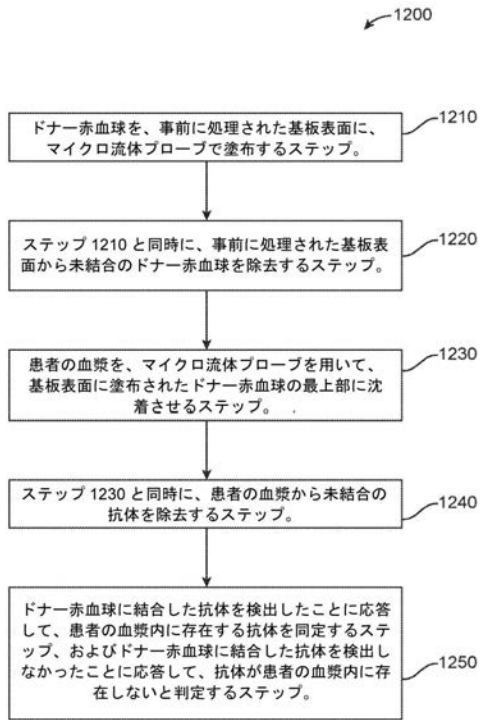 1200
ドナー赤血球を、事前に処理された基板表面に、
マイクロ流体プローブで塗布するステップ。
1210
ステップ 1210 と同時に、事前に処理された基板表
面から未結合のドナー赤血球を除去するステップ。
1220
患者の血漿を、マイクロ流体プローブを用いて、
基板表面に塗布されたドナー赤血球の最上部に沈
着させるステップ。
1230
ステップ 1230 と同時に、患者の血漿から未結合の
抗体を除去するステップ。
1240
ドナー赤血球に結合した抗体を検出したことに応答
して、患者の血漿内に存在する抗体を同定するステ
ップ、およびドナー赤血球に結合した抗体を検出し
なかったことに応答して、抗体が患者の血漿内に存
在しないと判定するステップ。
1250